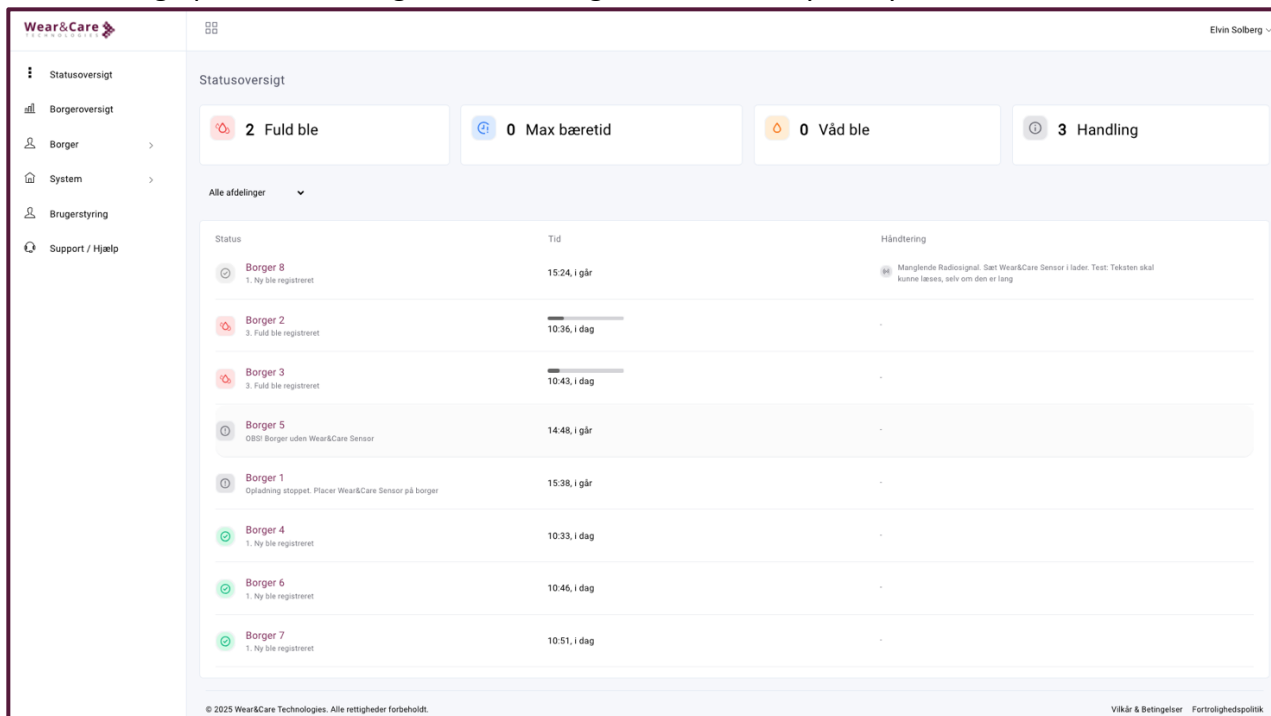 Wear&Care
TECHNOLOGIES
Elvin Solberg
Statusoversigt
Borgeroversigt
Borger
System
Brugerstyring
Support / Hjælp
Statusoversigt
2 Fuld ble
0 Max bæretid
0 Våd ble
3 Handling
Alle afdelinger
Status Tid Håndtering
Borger 8
1. Ny ble registreret
15:24, i går
Manglende Radiosignal. Sæt Wear&Care Sensor i lader. Test: Teksten skal
kunne læses, selv om den er lang
Borger 2
3. Fuld ble registreret
10:36, i dag
-
Borger 3
3. Fuld ble registreret
10:43, i dag
-
Borger 5
OBS! Borger uden Wear&Care Sensor
14:48, i går
-
Borger 1
Opladning stoppet. Placer Wear&Care Sensor på borger
15:38, i går
-
Borger 4
1. Ny ble registreret
10:33, i dag
-
Borger 6
1. Ny ble registreret
10:46, i dag
-
Borger 7
1. Ny ble registreret
10:51, i dag
-
© 2025 Wear&Care Technologies. Alle rettigheder forbeholdt.
Vilkår & Betingelser Fortrolighedspolitik